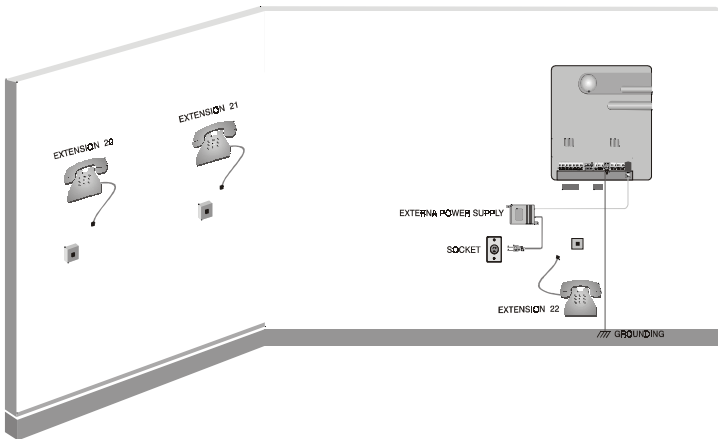 EXTENSION 20
EXTENSION 21
EXTERNA POWER SUPPLY
SOCKET
EXTENSION 22
GROUNDING